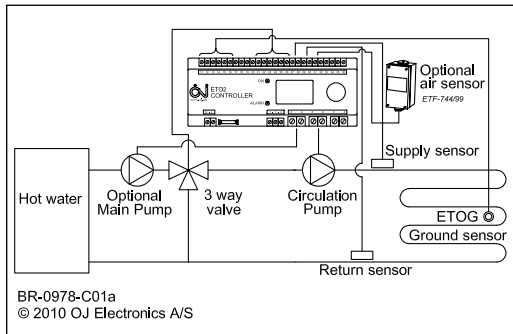 OJ
ETO2
CONTROLLER
ON
ALARM
Optional
air sensor
ETF-744/99
Supply sensor
Hot water
Optional
Main Pump
3 way
valve
Circulation
Pump
ETOG
Ground sensor
Return sensor
BR-0978-C01a
© 2010 OJ Electronics A/S